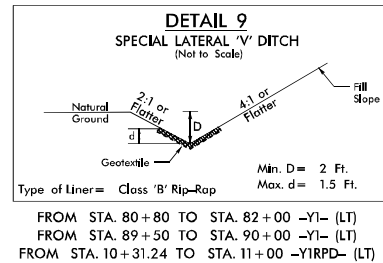 DETAIL 9
SPECIAL LATERAL 'V' DITCH
(Not to Scale)
Natural
Ground
2:1 or
Flatter
D
d
4:1 or
Flatter
Fill
Slope
Geotextile
Min. D= 2 Ft.
Max. d= 1.5 Ft.
Type of Liner= Class 'B' Rip-Rap
FROM STA. 80+80 TO STA. 82+00 -Y1- (LT)
FROM STA. 89+50 TO STA. 90+00 -Y1- (LT)
FROM STA. 10+31.24 TO STA. 11+00 -Y1RPD- (LT)